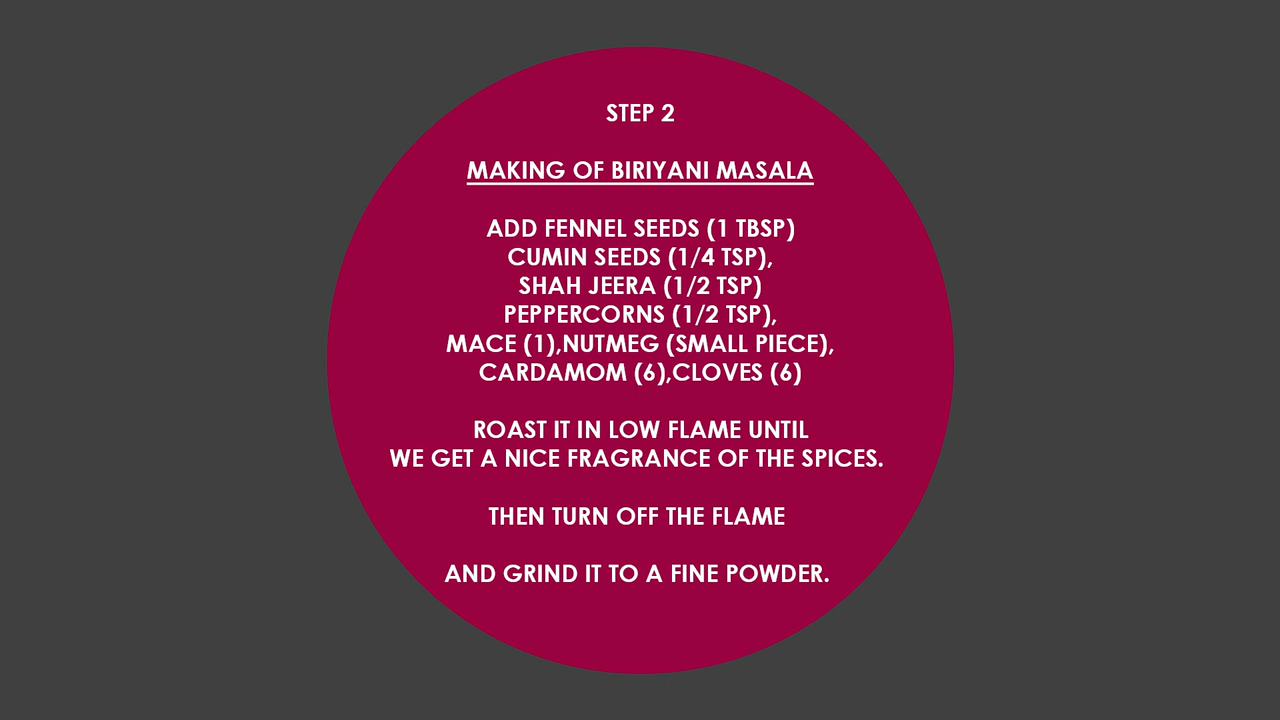 STEP 2
MAKING OF BIRIYANI MASALA
ADD FENNEL SEEDS (1 TBSP)
CUMIN SEEDS (1/4 TSP),
SHAH JEERA (1/2 TSP)
PEPPERCORNS (1/2 TSP),
MACE (1),NUTMEG (SMALL PIECE),
CARDAMOM (6),CLOVES (6)
ROAST IT IN LOW FLAME UNTIL
WE GET A NICE FRAGRANCE OF THE SPICES.
THEN TURN OFF THE FLAME
AND GRIND IT TO A FINE POWDER.